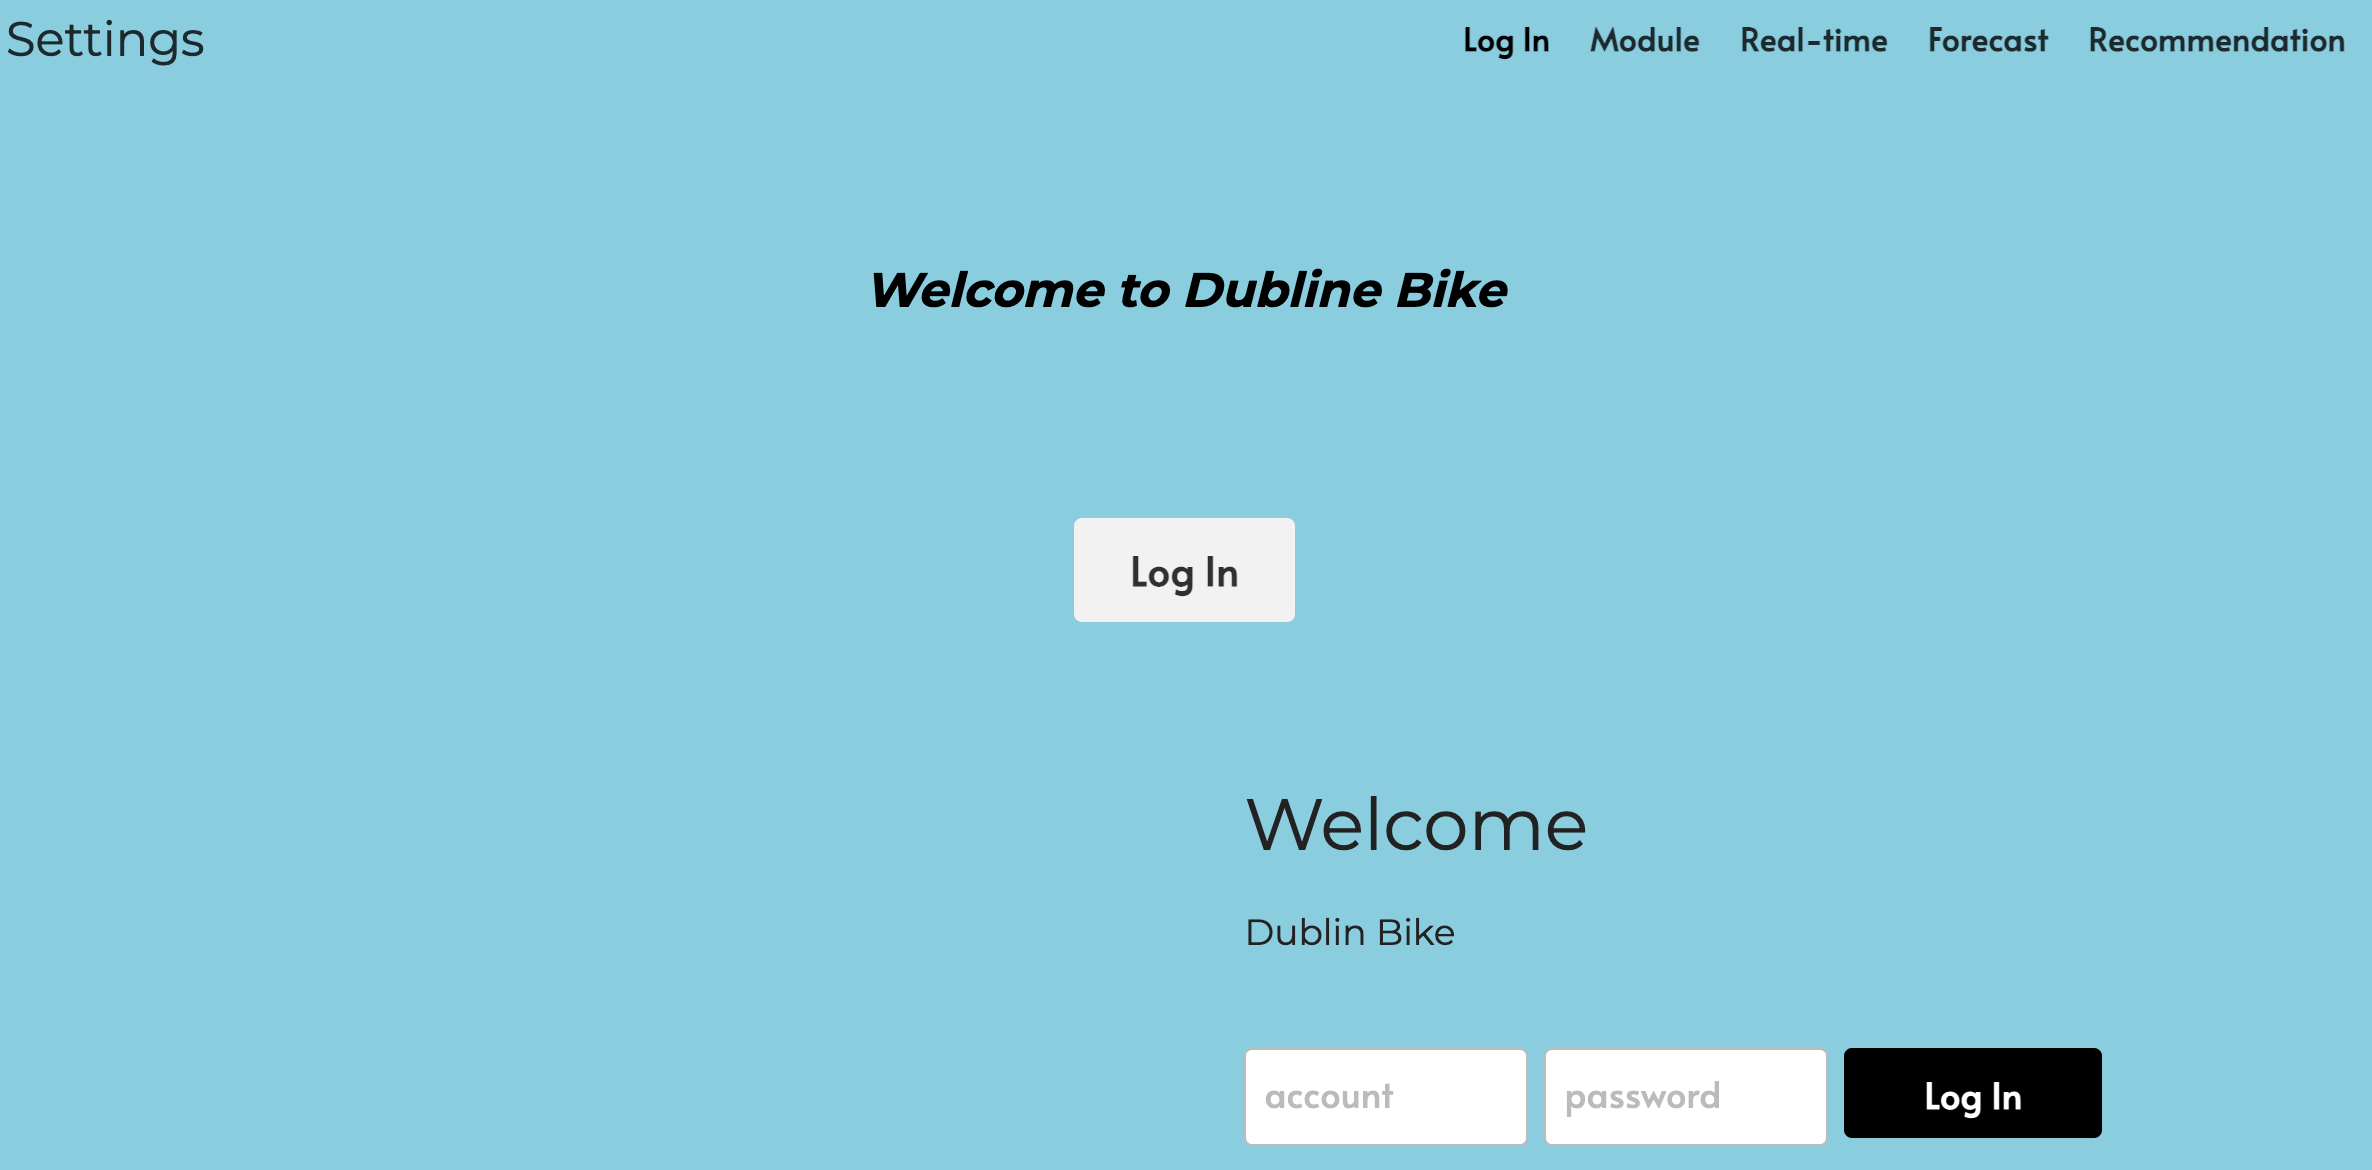 Settings Log In Module Real-time Forecast Recommendation
Welcome to Dubline Bike
Log In
Welcome
Dublin Bike
account password Log In